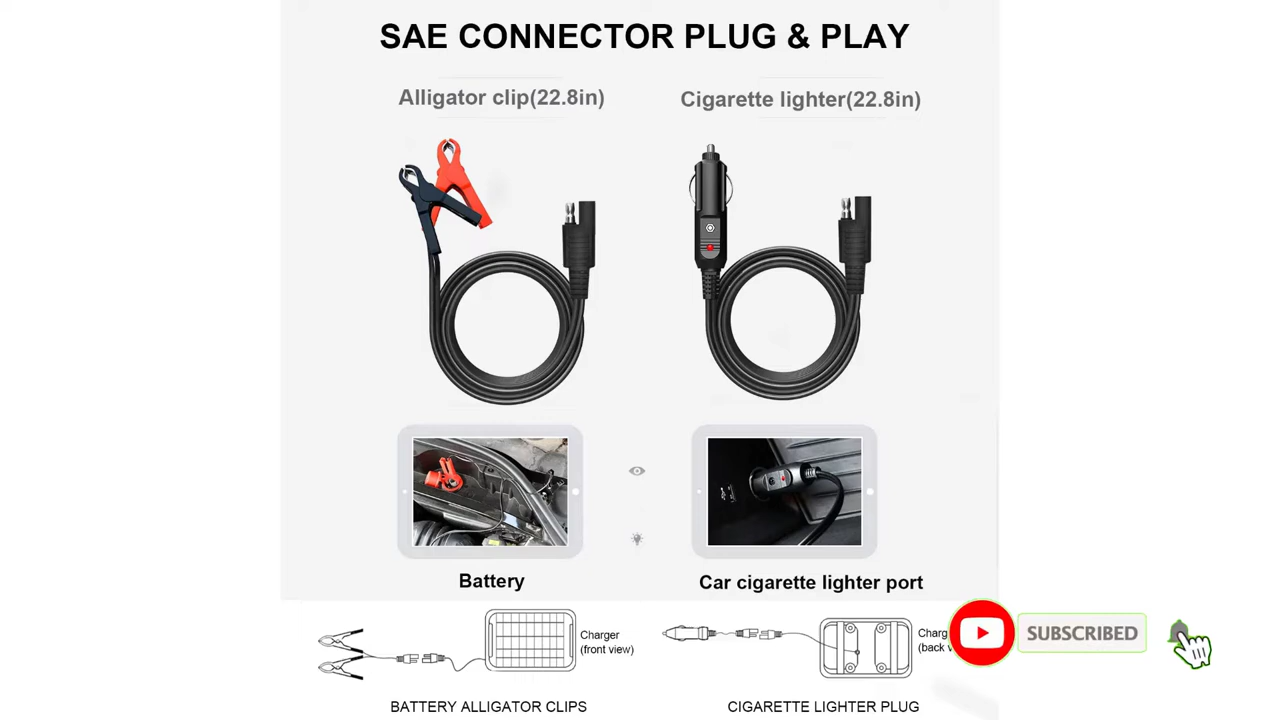 SAE CONNECTOR PLUG & PLAY
Alligator clip(22.8in)
Cigarette lighter(22.8in)
Battery
Car cigarette lighter port
Charger
(front view)
(back
SUBSCRIBED
BATTERY ALLIGATOR CLIPS
CIGARETTE LIGHTER PLUG